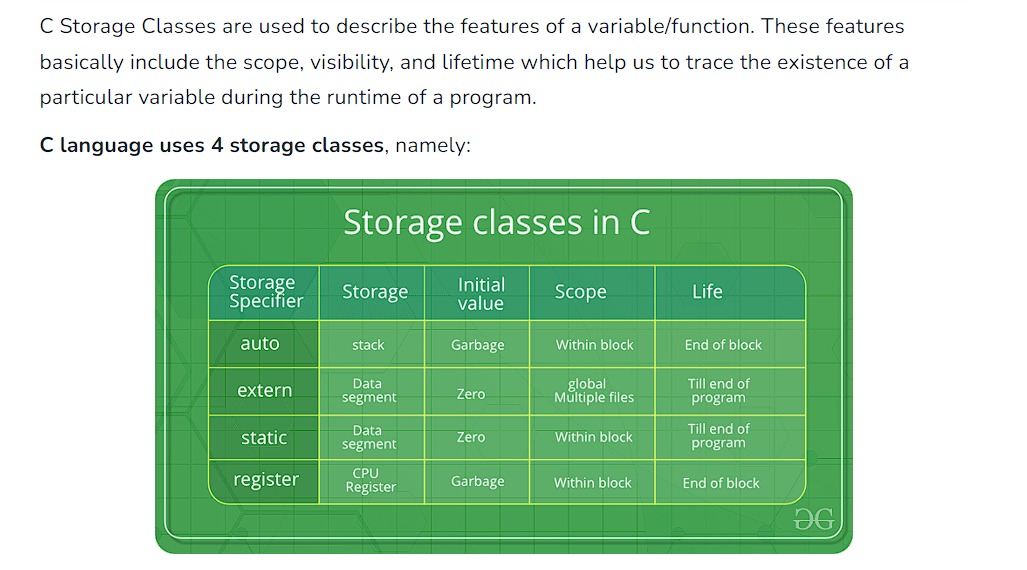 C Storage Classes are used to describe the features of a variable/function. These features
basically include the scope, visibility, and lifetime which help us to trace the existence of a
particular variable during the runtime of a program.
C language uses 4 storage classes, namely:
Storage classes in C
Storage Specifier Storage Initial value Scope Life
auto stack Garbage Within block End of block
extern Data segment Zero global Multiple files Till end of program
static Data segment Zero Within block Till end of program
register CPU Register Garbage Within block End of block
GG